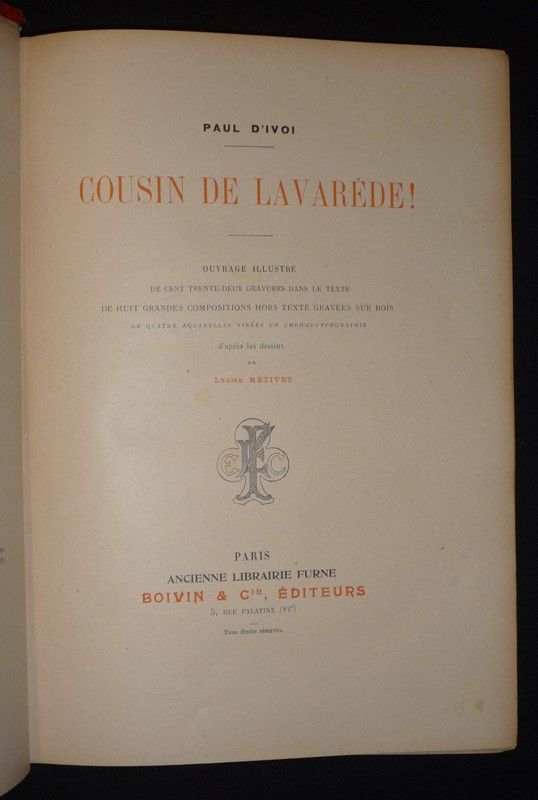 PAUL D'IVOI
COUSIN DE LAVARÈDE!
OUVRAGE ILLUSTRÉ
DE CENT TRENTE-DEUX GRAVURES DANS LE TEXTE
DE HUIT GRANDES COMPOSITIONS HORS TEXTE GRAVÉES SUR BOIS
DE QUATRE AQUARELLES TIRÉES EN CHROMOTYPOGRAPHIE
d'après les dessins
DE
Lucien MÉTIVET
PARIS
ANCIENNE LIBRAIRIE FURNE
BOIVIN & CIE, ÉDITEURS
5, RUE PALATINE (VIe)
Tous droits réservés.